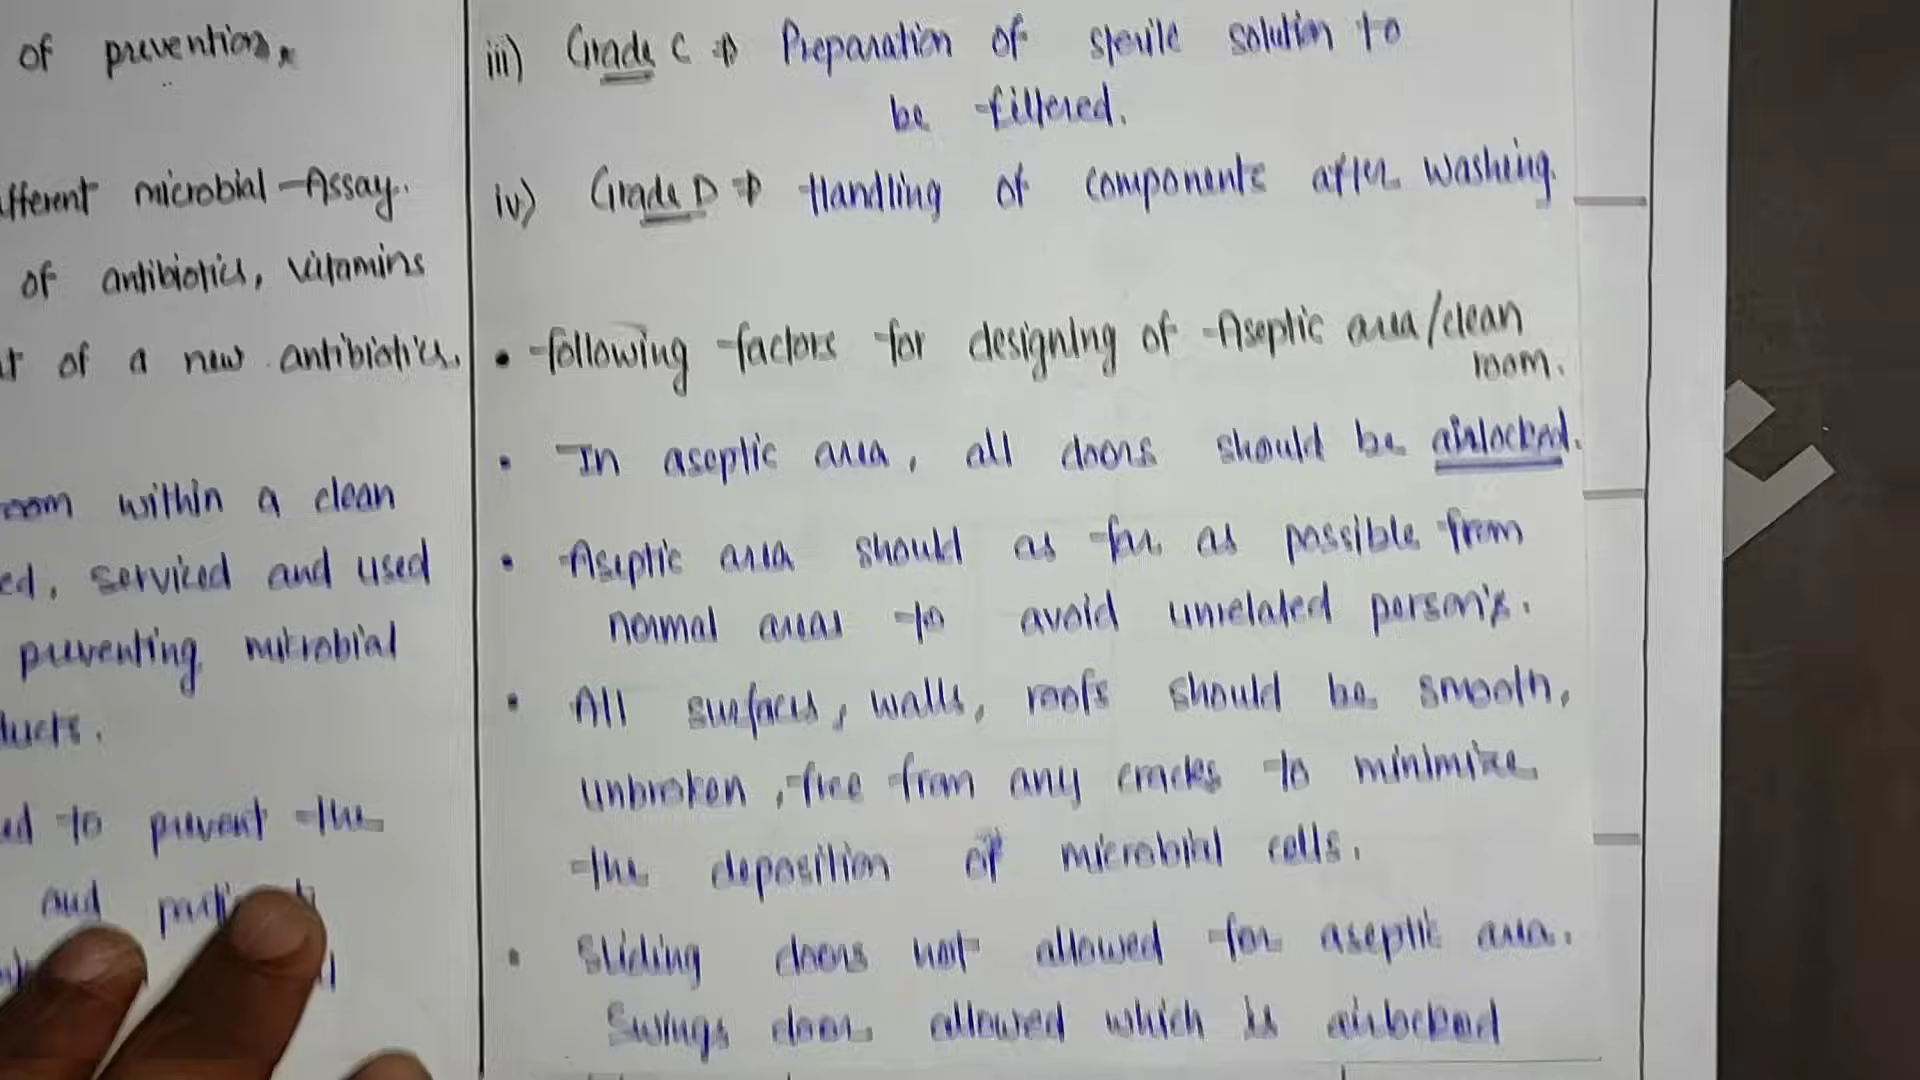 of prevention.
fferent microbial Assay.
of antibiotics, vitamins
of a new antibiotics.
within a clean
ed, serviced and used
preventing microbial
ducts.
ed to prevent the
and
iii) Grade C ⇒ Preparation of sterile solution to
be filtered.
iv) Grade D ⇒ Handling of components after washing.
• following factors for designing of Aseptic area/clean
room.
• In aseptic area, all doors should be airlocked.
• Aseptic area should as far as possible from
normal areas to avoid unrelated person's.
• All surfaces, walls, roofs should be smooth,
unbroken, free from any cracks to minimize
the deposition of microbial cells.
• Sliding doors not allowed for aseptic area.
Swings door allowed which is airlocked